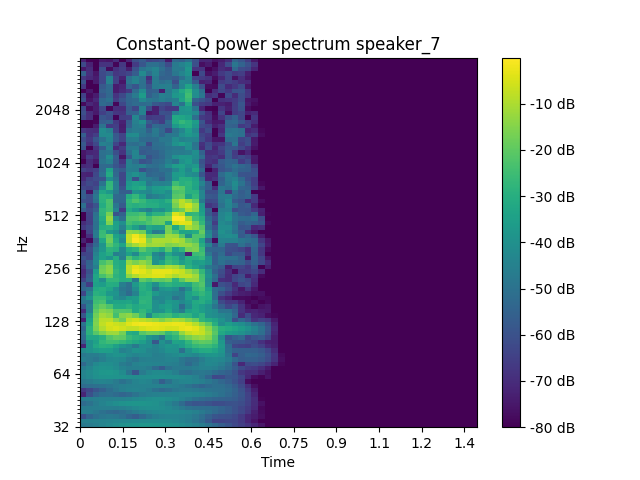 Constant-Q power spectrum speaker_7
Hz
2048
1024
512
256
128
64
32
0 0.15 0.3 0.45 0.6 0.75 0.9 1.1 1.2 1.4
Time
-10 dB
-20 dB
-30 dB
-40 dB
-50 dB
-60 dB
-70 dB
-80 dB